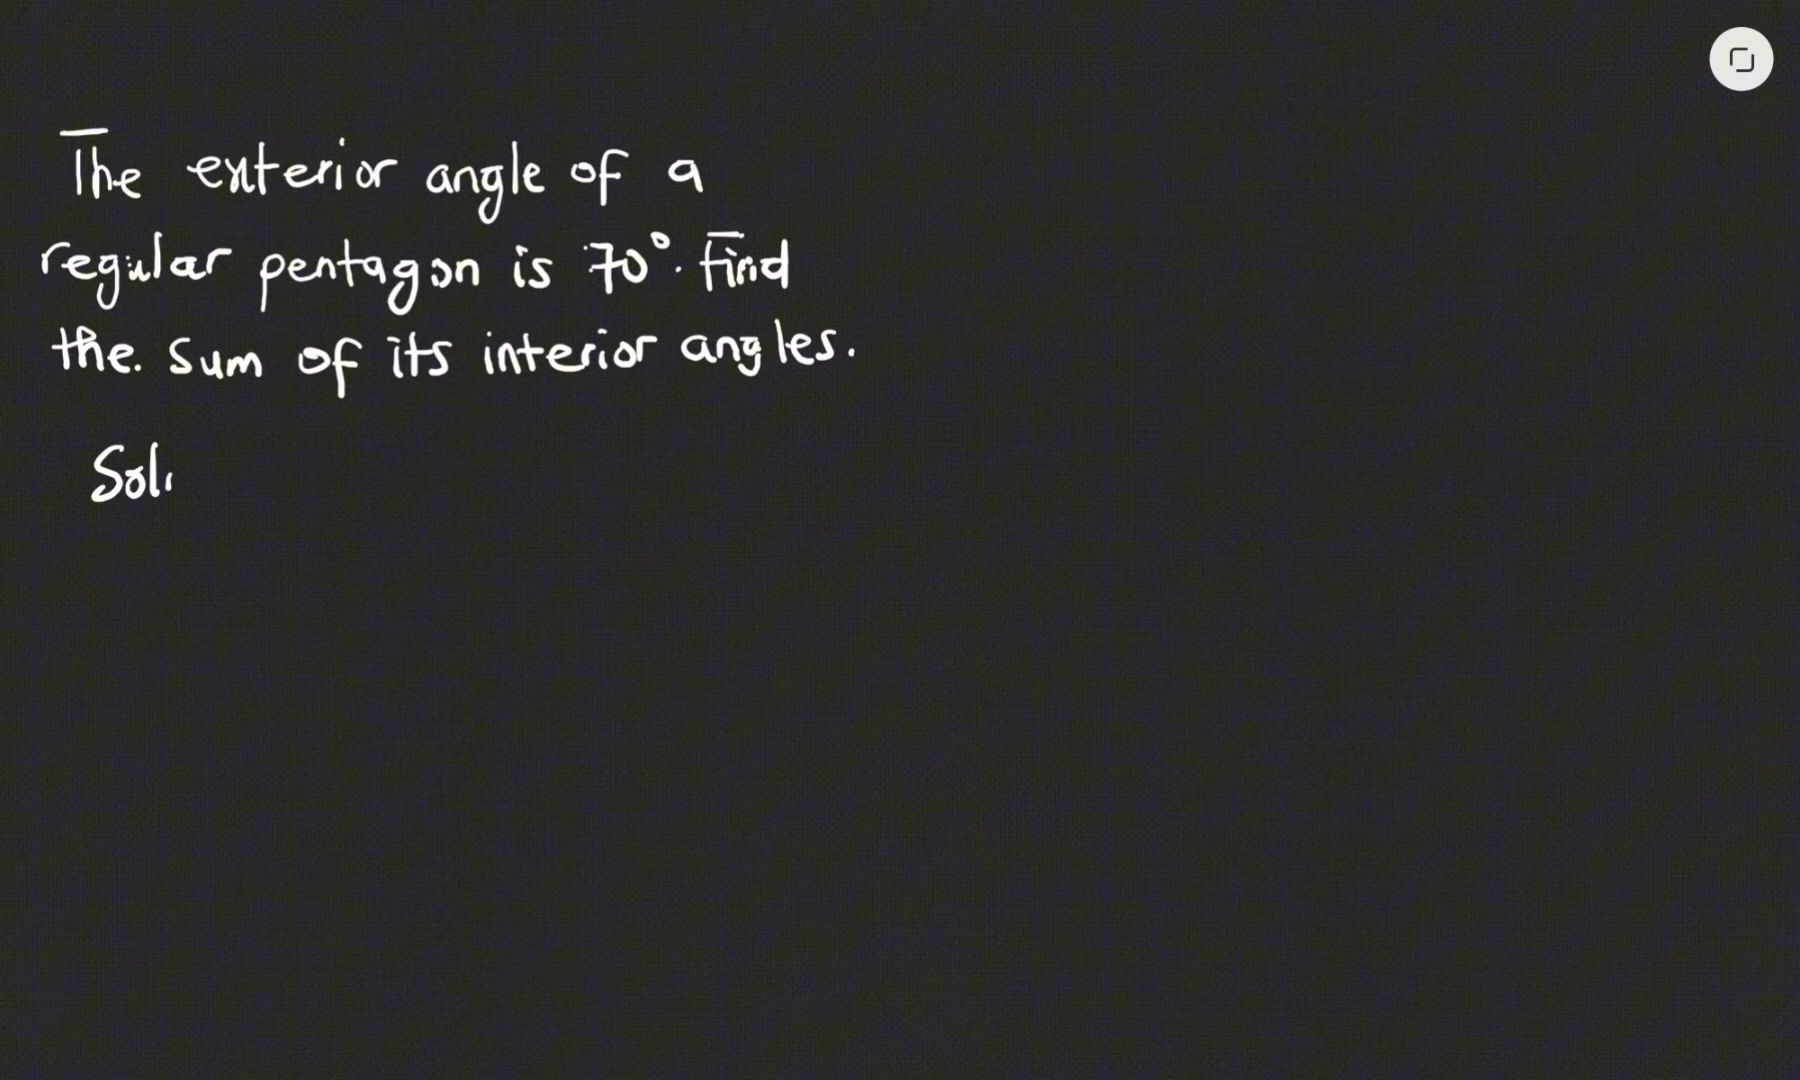 The exterior angle of a
regular pentagon is 70°. Find
the. sum of its interior angles.
Sol